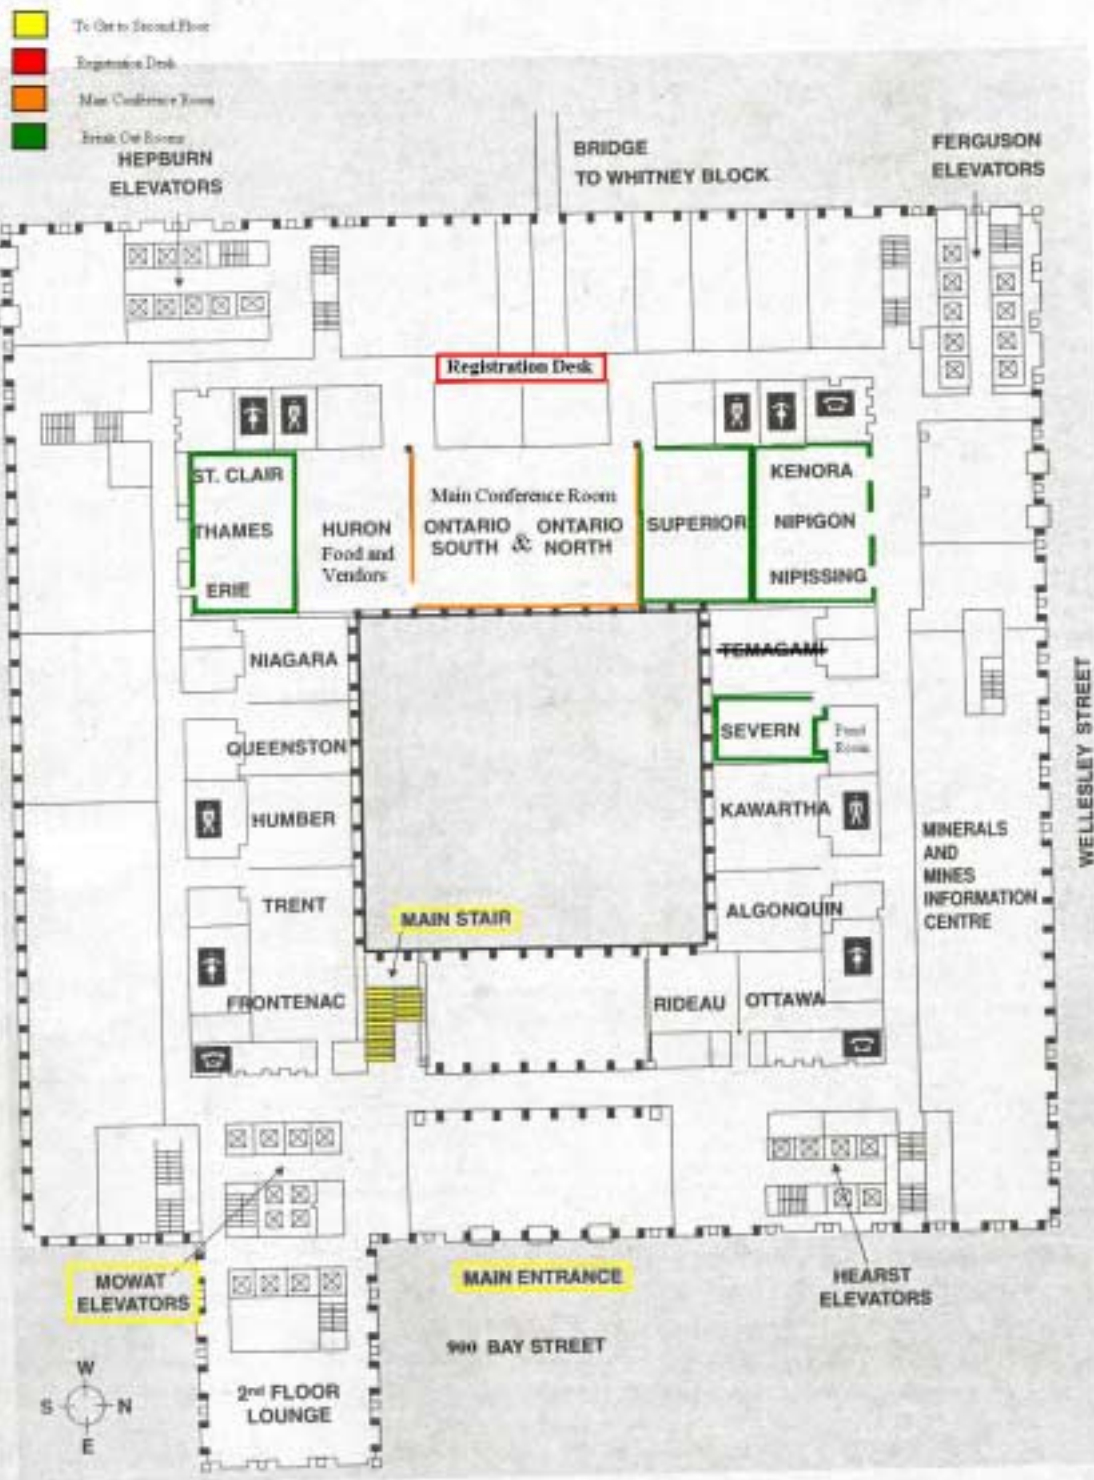 To Get to Second Floor
Registration Desk
Main Conference Room
Break Out Rooms
HEPBURN
ELEVATORS
BRIDGE
TO WHITNEY BLOCK
FERGUSON
ELEVATORS
Registration Desk
ST. CLAIR
THAMES
ERIE
HURON
Food and
Vendors
Main Conference Room
ONTARIO & ONTARIO
SOUTH NORTH
SUPERIOR
KENORA
NIPIGON
NIPISSING
NIAGARA
TEMAGAMI
QUEENSTON
SEVERN
Room
HUMBER
KAWARTHA
WELLESLEY STREET
MINERALS
AND
MINES
INFORMATION
CENTRE
TRENT
MAIN STAIR
ALGONQUIN
FRONTENAC
RIDEAU
OTTAWA
MOWAT
ELEVATORS
MAIN ENTRANCE
HEARST
ELEVATORS
900 BAY STREET
W
S N
E
2nd FLOOR
LOUNGE